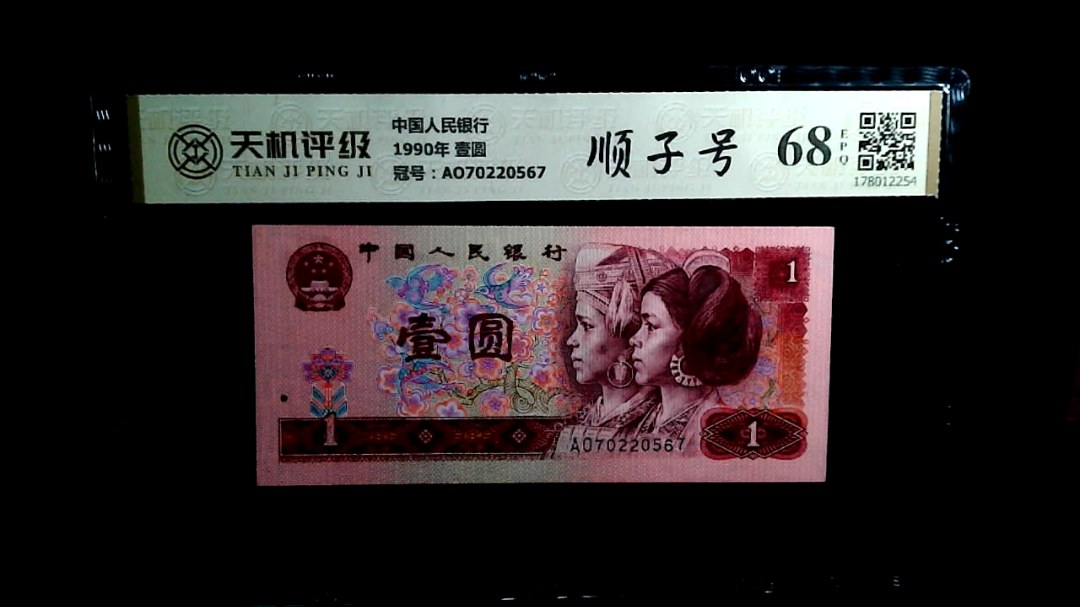 天机评级
TIAN JI PING JI
中国人民银行
1990年 壹圆
冠号：AO70220567
顺子号
68
EPQ
178012254
中国人民银行
1
壹圆
1
AO70220567
1